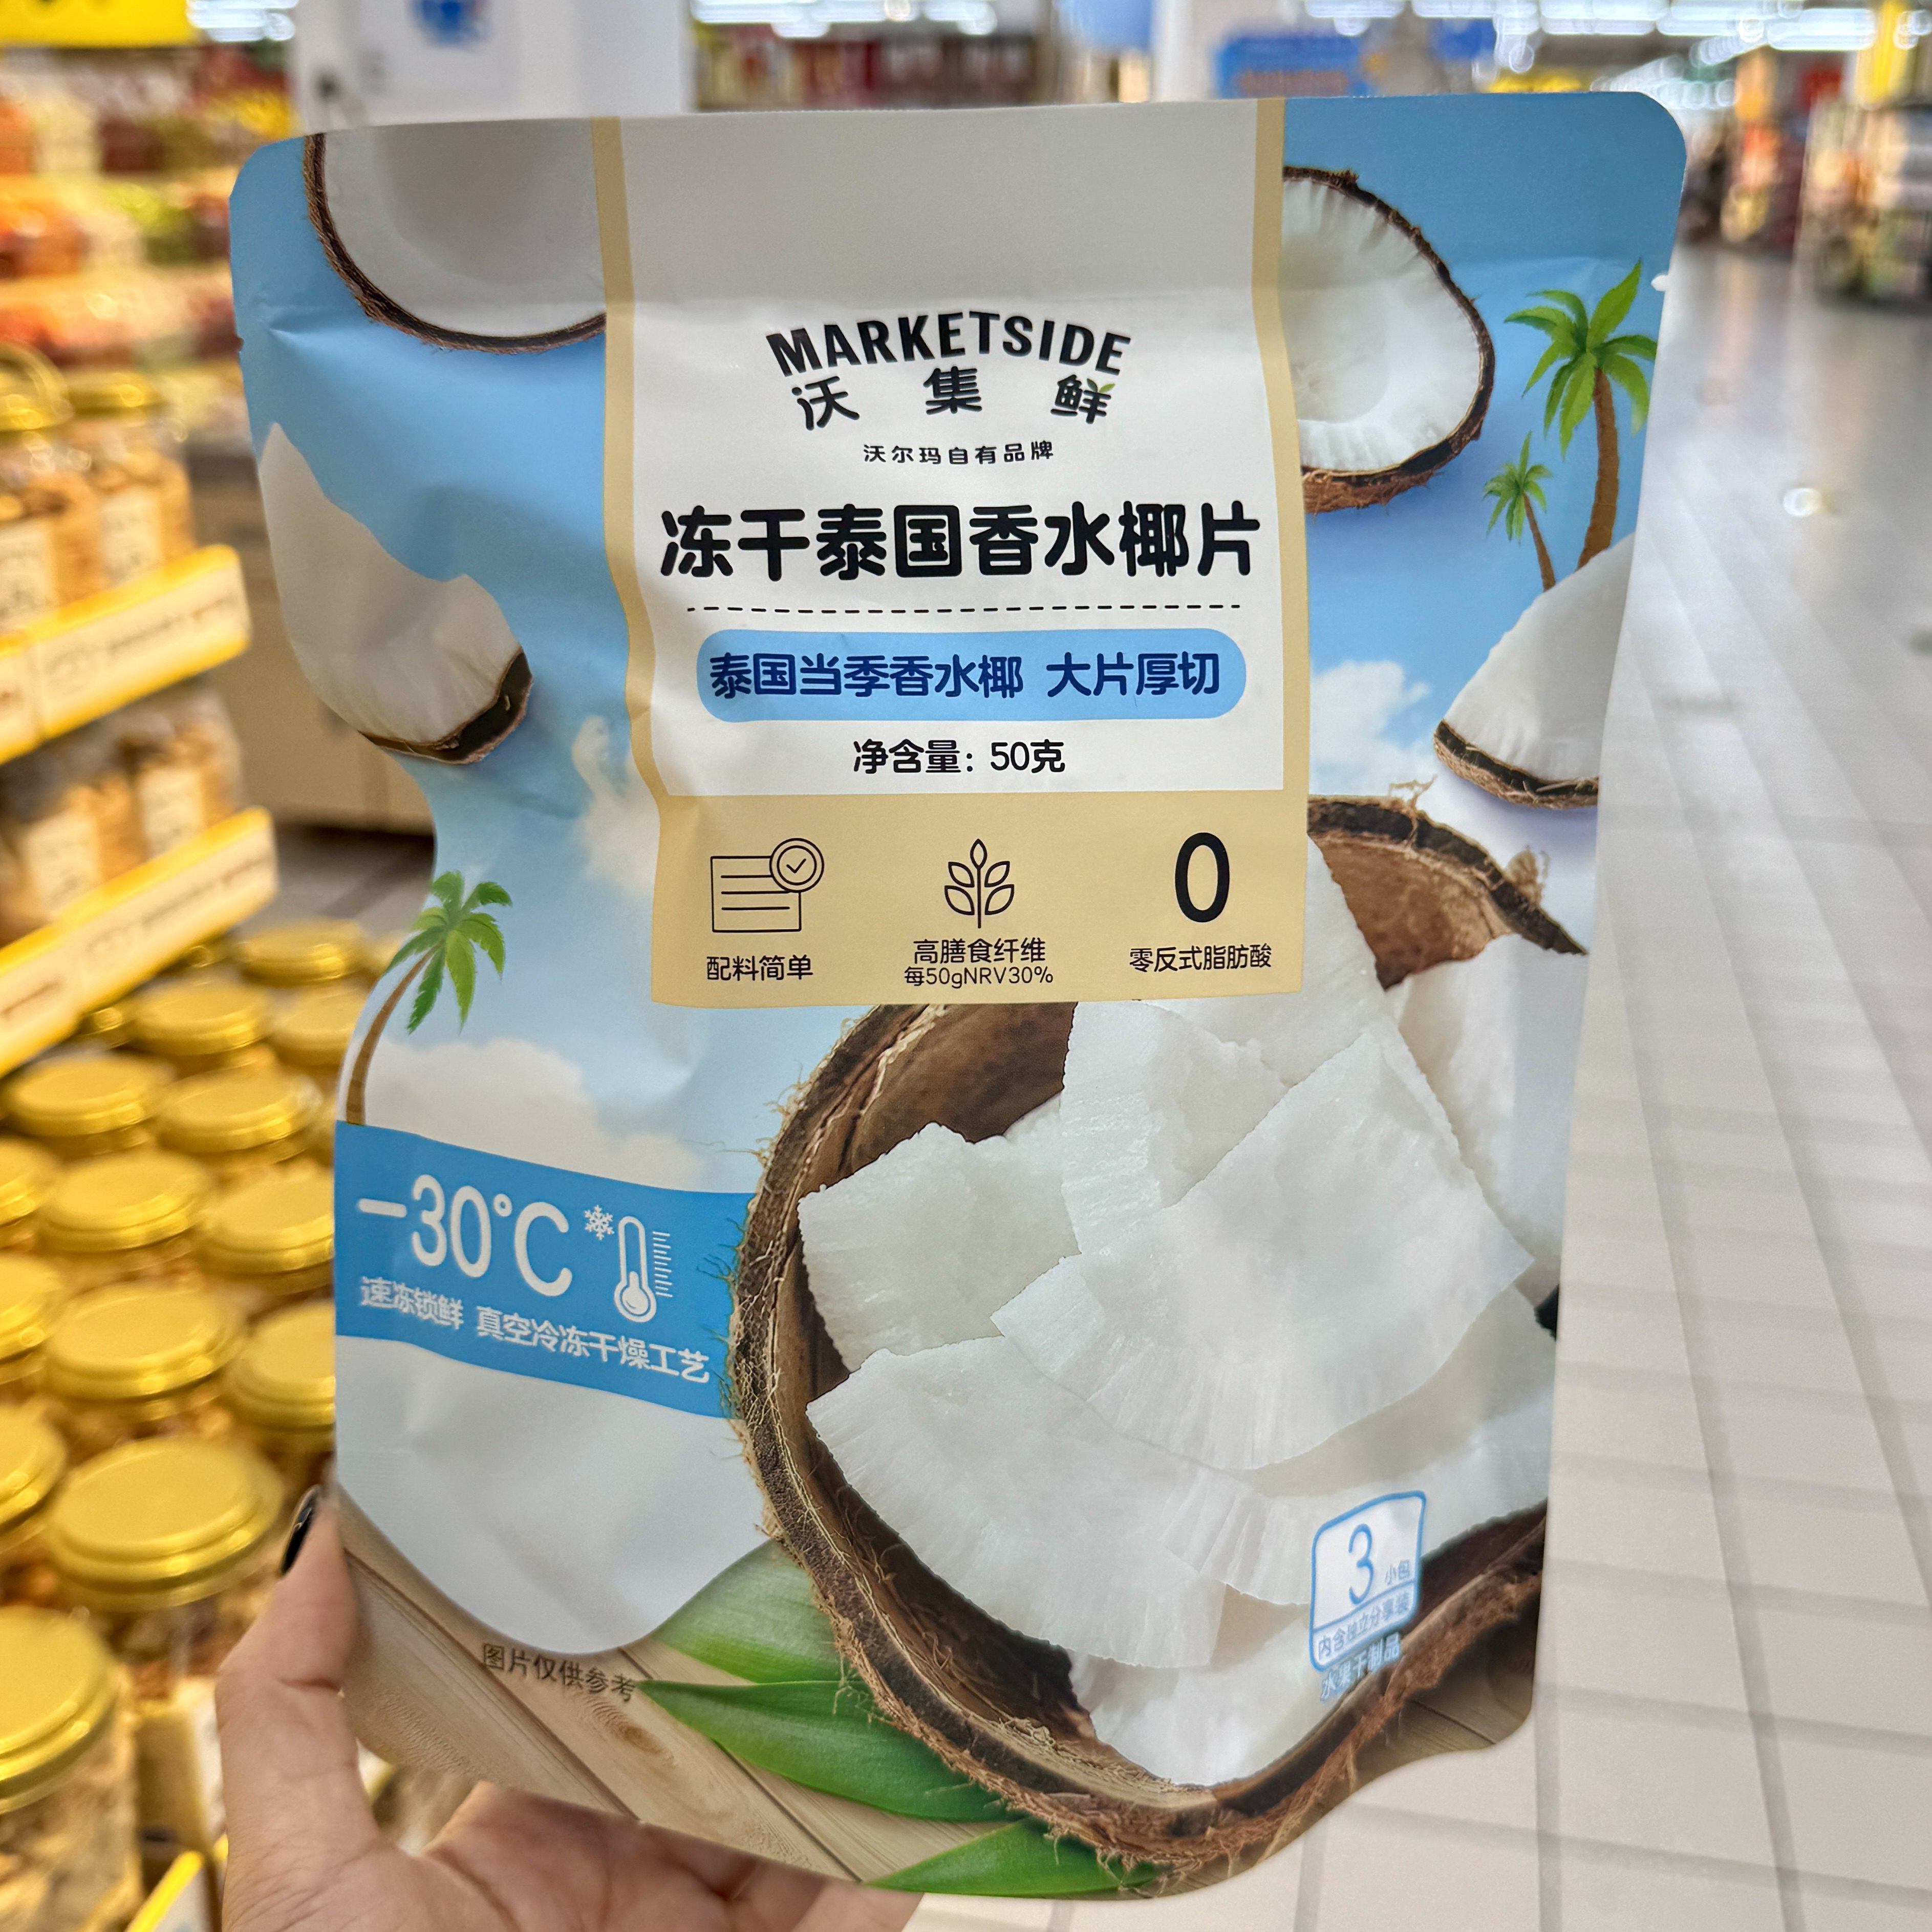 MARKETSIDE
沃集鲜
沃尔玛自有品牌
冻干泰国香水椰片
泰国当季香水椰 大片厚切
净含量：50克
配料简单
高膳食纤维
每50gNRV30%
0
零反式脂肪酸
-30℃
速冻锁鲜 真空冷冻干燥工艺
3小包
内含独立分享装
水果干制品
图片仅供参考